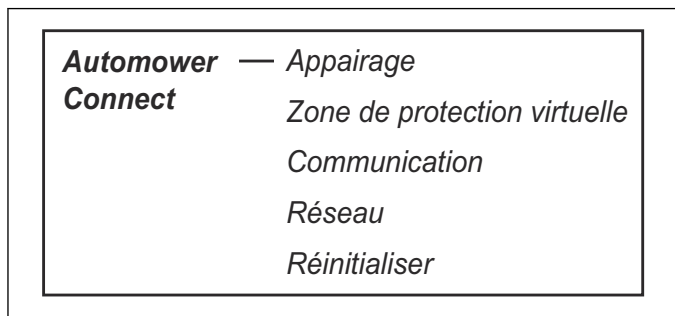 Automower — Appairage
Connect
Zone de protection virtuelle
Communication
Réseau
Réinitialiser